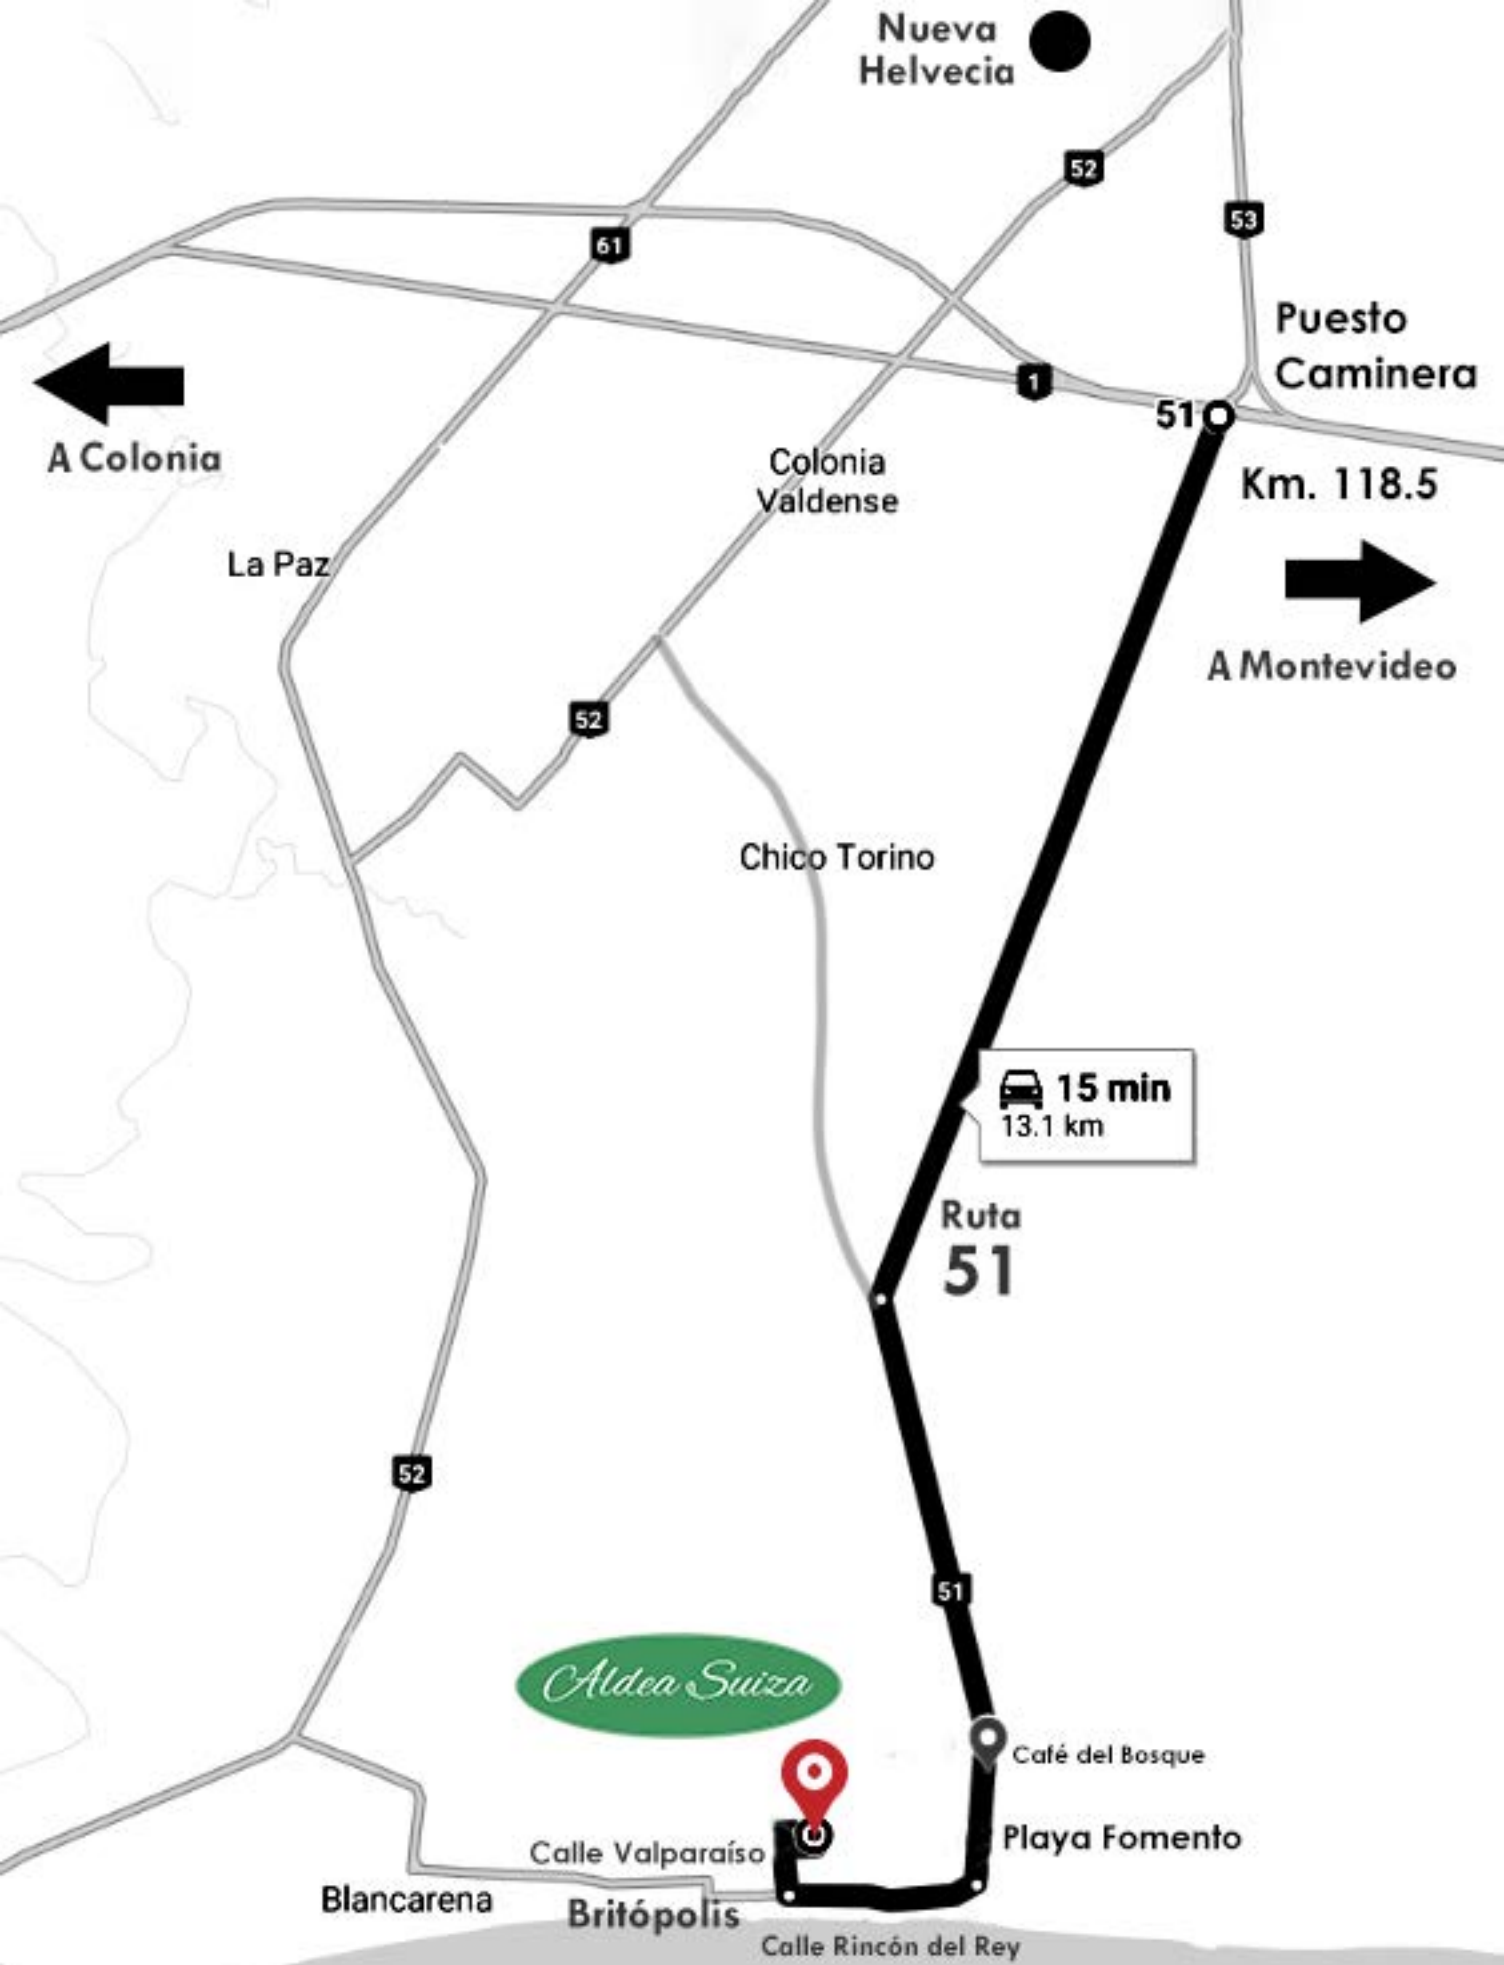 Nueva
Helvecia
52
53
61
Puesto
Caminera
1
51
A Colonia
Colonia
Valdense
Km. 118.5
La Paz
A Montevideo
52
Chico Torino
15 min
13.1 km
Ruta
51
52
51
Aldea Suiza
Café del Bosque
Playa Fomento
Calle Valparaíso
Blancarena
Britópolis
Calle Rincón del Rey